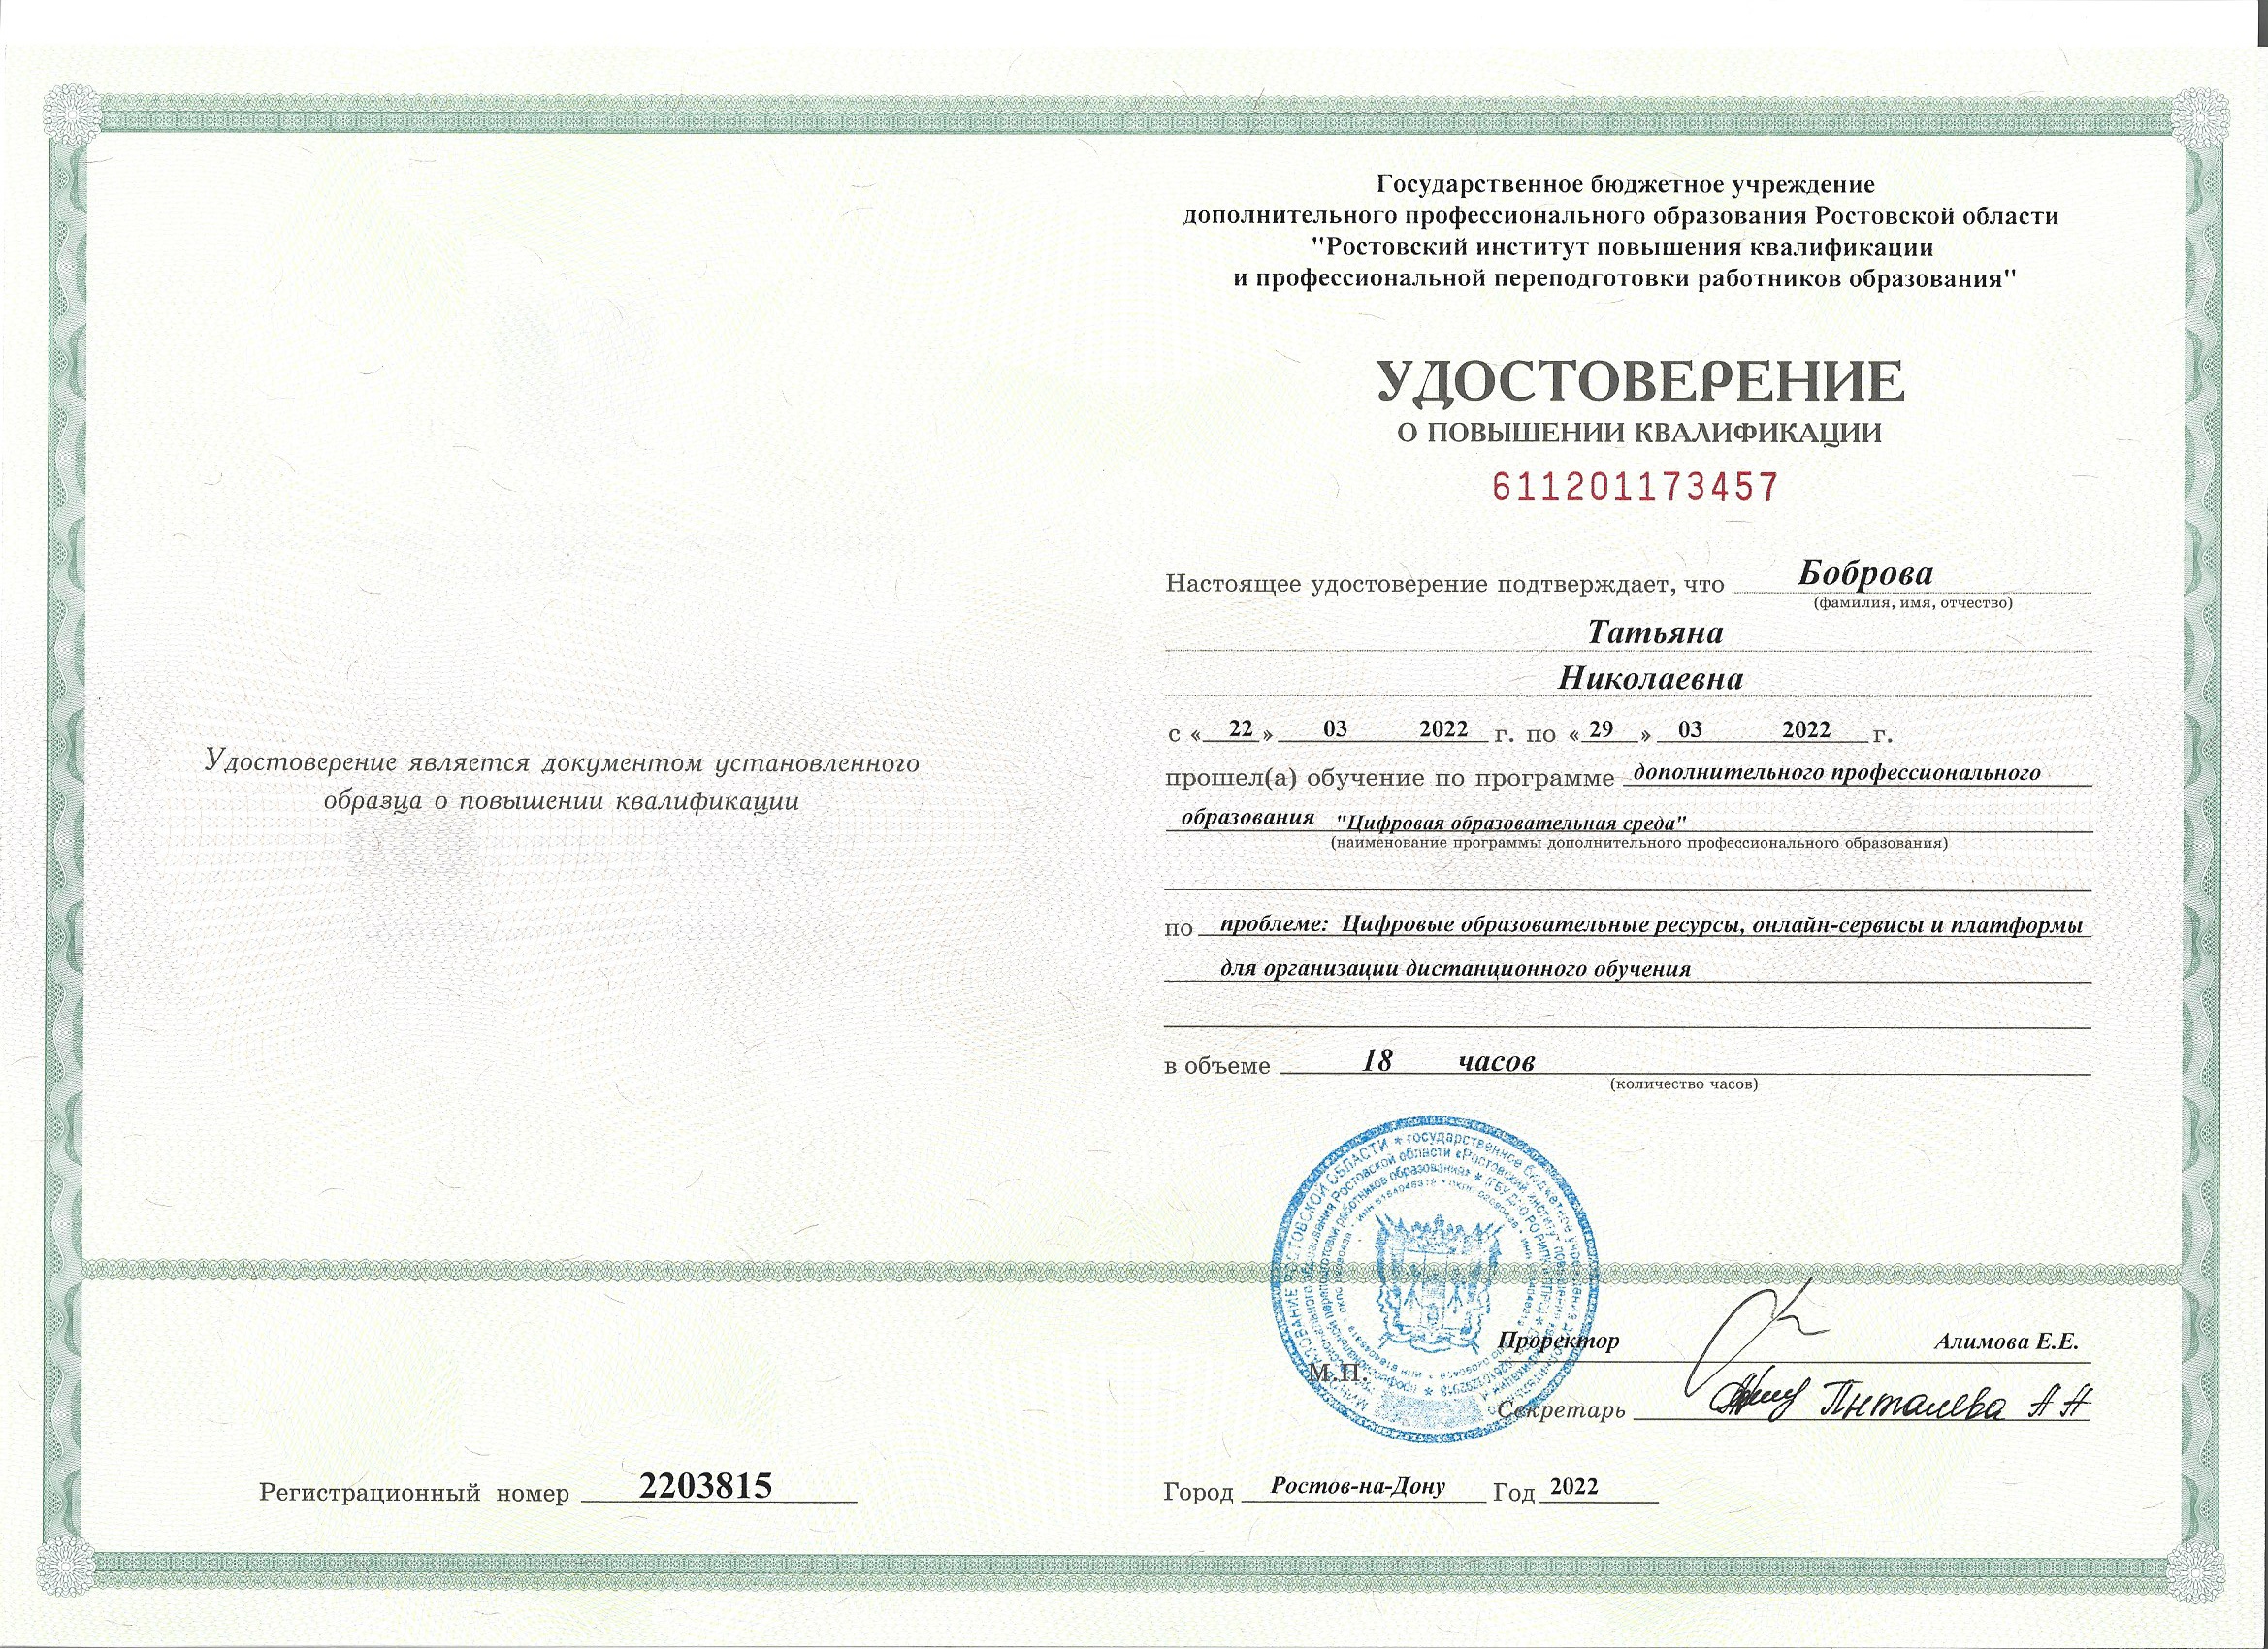 Государственное бюджетное учреждение
дополнительного профессионального образования Ростовской области
"Ростовский институт повышения квалификации
и профессиональной переподготовки работников образования"
УДОСТОВЕРЕНИЕ
О ПОВЫШЕНИИ КВАЛИФИКАЦИИ
611201173457
Настоящее удостоверение подтверждает, что Боброва
(фамилия, имя, отчество)
Татьяна
Николаевна
с « 22 » 03 2022 г. по « 29 » 03 2022 г.
прошел(а) обучение по программе дополнительного профессионального
образования "Цифровая образовательная среда"
(наименование программы дополнительного профессионального образования)
по проблеме: Цифровые образовательные ресурсы, онлайн-сервисы и платформы
для организации дистанционного обучения
в объеме 18 часов
(количество часов)
Удостоверение является документом установленного
образца о повышении квалификации
Проректор Алимова Е.Е.
М.П.
Секретарь А Н
Регистрационный номер 2203815
Город Ростов-на-Дону Год 2022